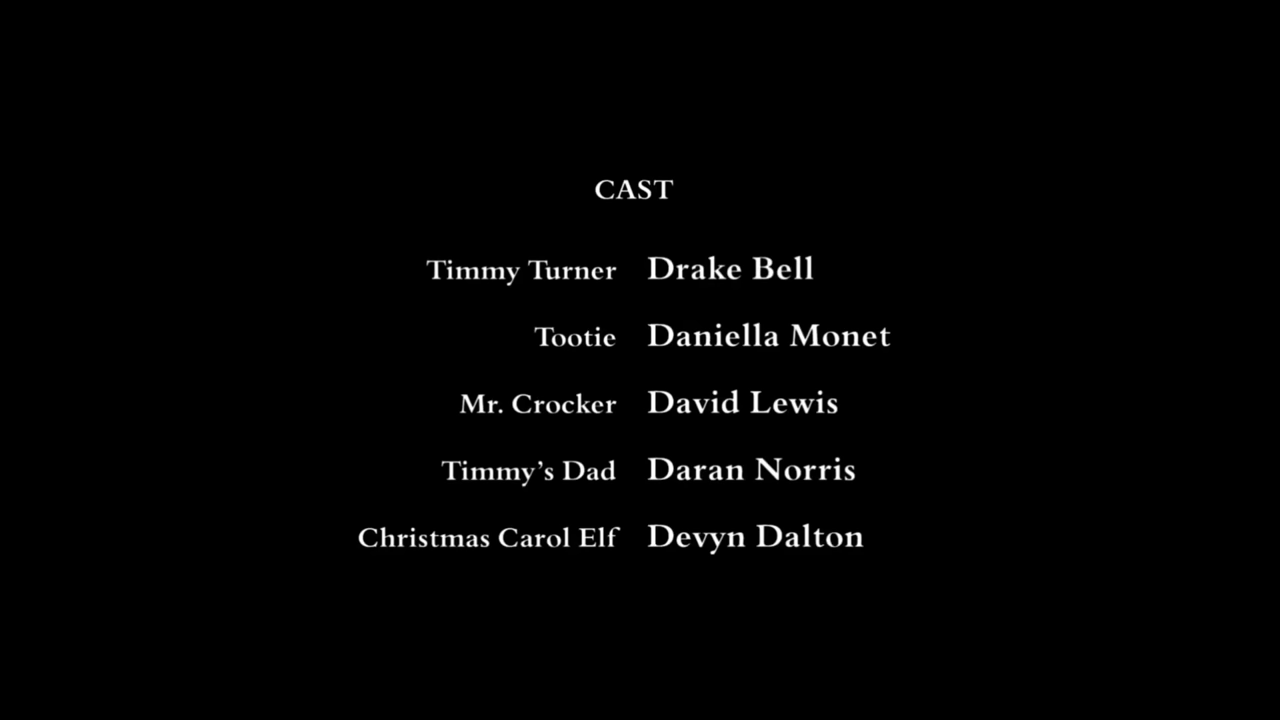 CAST
Timmy Turner Drake Bell
Tootie Daniella Monet
Mr. Crocker David Lewis
Timmy’s Dad Daran Norris
Christmas Carol Elf Devyn Dalton